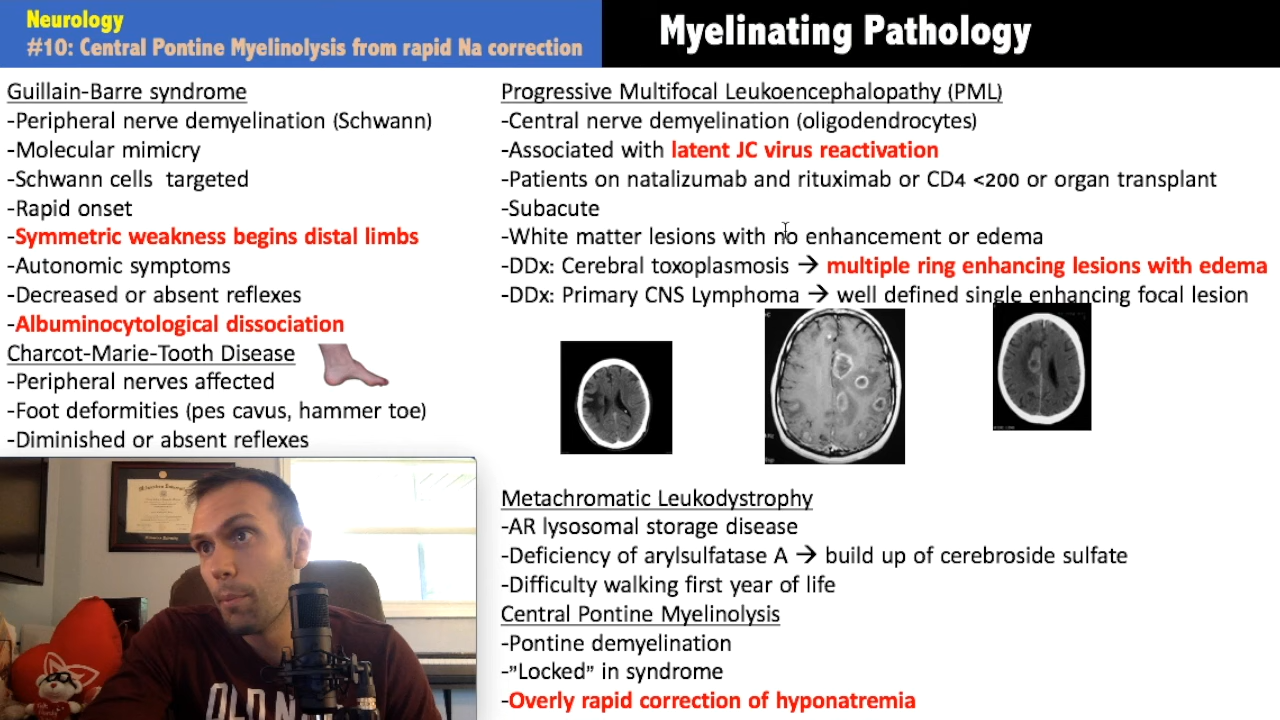 Neurology
#10: Central Pontine Myelinolysis from rapid Na correction
Myelinating Pathology
Guillain-Barre syndrome
-Peripheral nerve demyelination (Schwann)
-Molecular mimicry
-Schwann cells targeted
-Rapid onset
-Symmetric weakness begins distal limbs
-Autonomic symptoms
-Decreased or absent reflexes
-Albuminocytological dissociation
Charcot-Marie-Tooth Disease
-Peripheral nerves affected
-Foot deformities (pes cavus, hammer toe)
-Diminished or absent reflexes
Progressive Multifocal Leukoencephalopathy (PML)
-Central nerve demyelination (oligodendrocytes)
-Associated with latent JC virus reactivation
-Patients on natalizumab and rituximab or CD4 <200 or organ transplant
-Subacute
-White matter lesions with no enhancement or edema
-DDx: Cerebral toxoplasmosis → multiple ring enhancing lesions with edema
-DDx: Primary CNS Lymphoma → well defined single enhancing focal lesion
Metachromatic Leukodystrophy
-AR lysosomal storage disease
-Deficiency of arylsulfatase A → build up of cerebroside sulfate
-Difficulty walking first year of life
Central Pontine Myelinolysis
-Pontine demyelination
-"Locked" in syndrome
-Overly rapid correction of hyponatremia